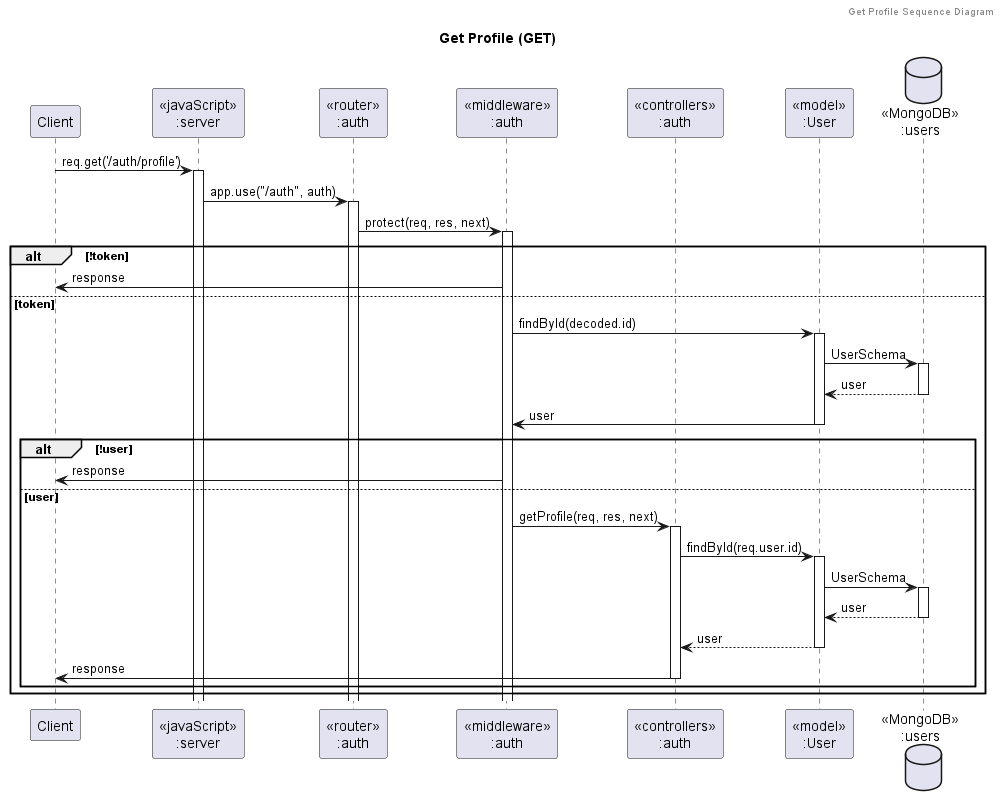 Get Profile Sequence Diagram
Get Profile (GET)
Client
«javaScript»
:server
«router»
:auth
«middleware»
:auth
«controllers»
:auth
«model»
:User
«MongoDB»
:users
req.get('/auth/profile')
app.use("/auth", auth)
protect(req, res, next)
alt [!token]
response
[token]
findById(decoded.id)
UserSchema
user
user
alt [!user]
response
[user]
getProfile(req, res, next)
findById(req.user.id)
UserSchema
user
user
response
Client
«javaScript»
:server
«router»
:auth
«middleware»
:auth
«controllers»
:auth
«model»
:User
«MongoDB»
:users